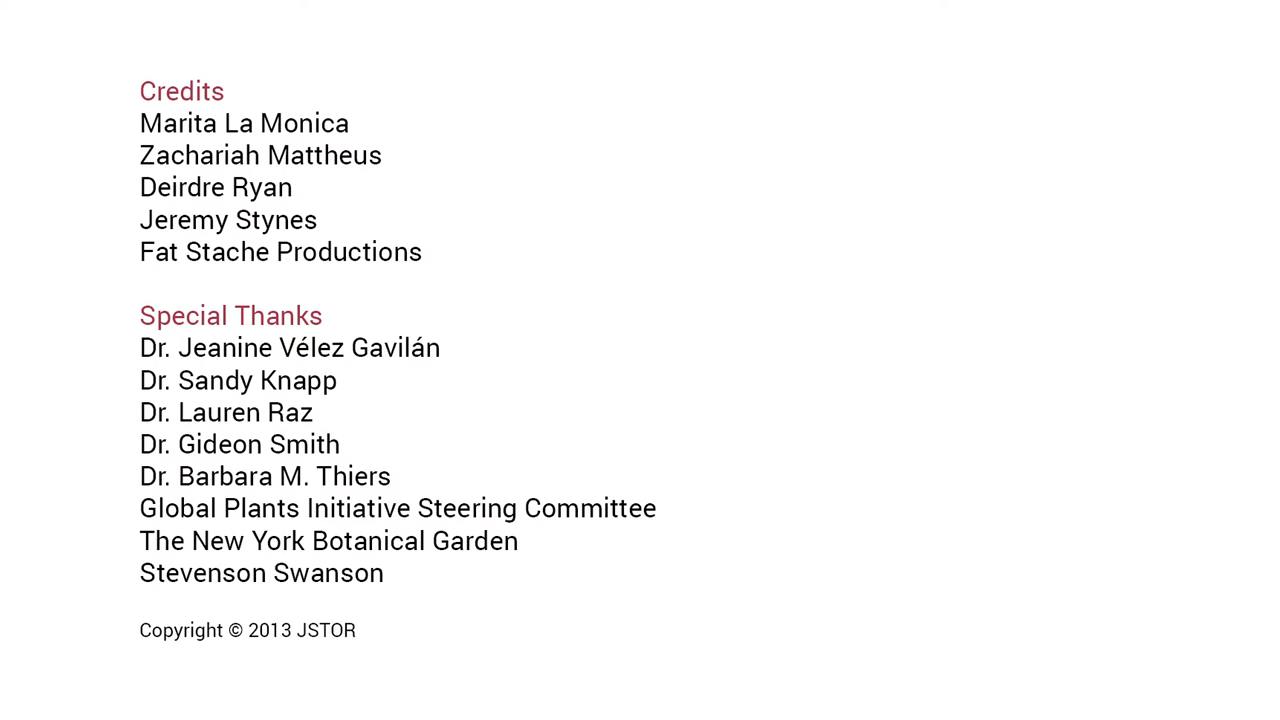 Credits
Marita La Monica
Zachariah Mattheus
Deirdre Ryan
Jeremy Stynes
Fat Stache Productions
Special Thanks
Dr. Jeanine Vélez Gavilán
Dr. Sandy Knapp
Dr. Lauren Raz
Dr. Gideon Smith
Dr. Barbara M. Thiers
Global Plants Initiative Steering Committee
The New York Botanical Garden
Stevenson Swanson
Copyright © 2013 JSTOR